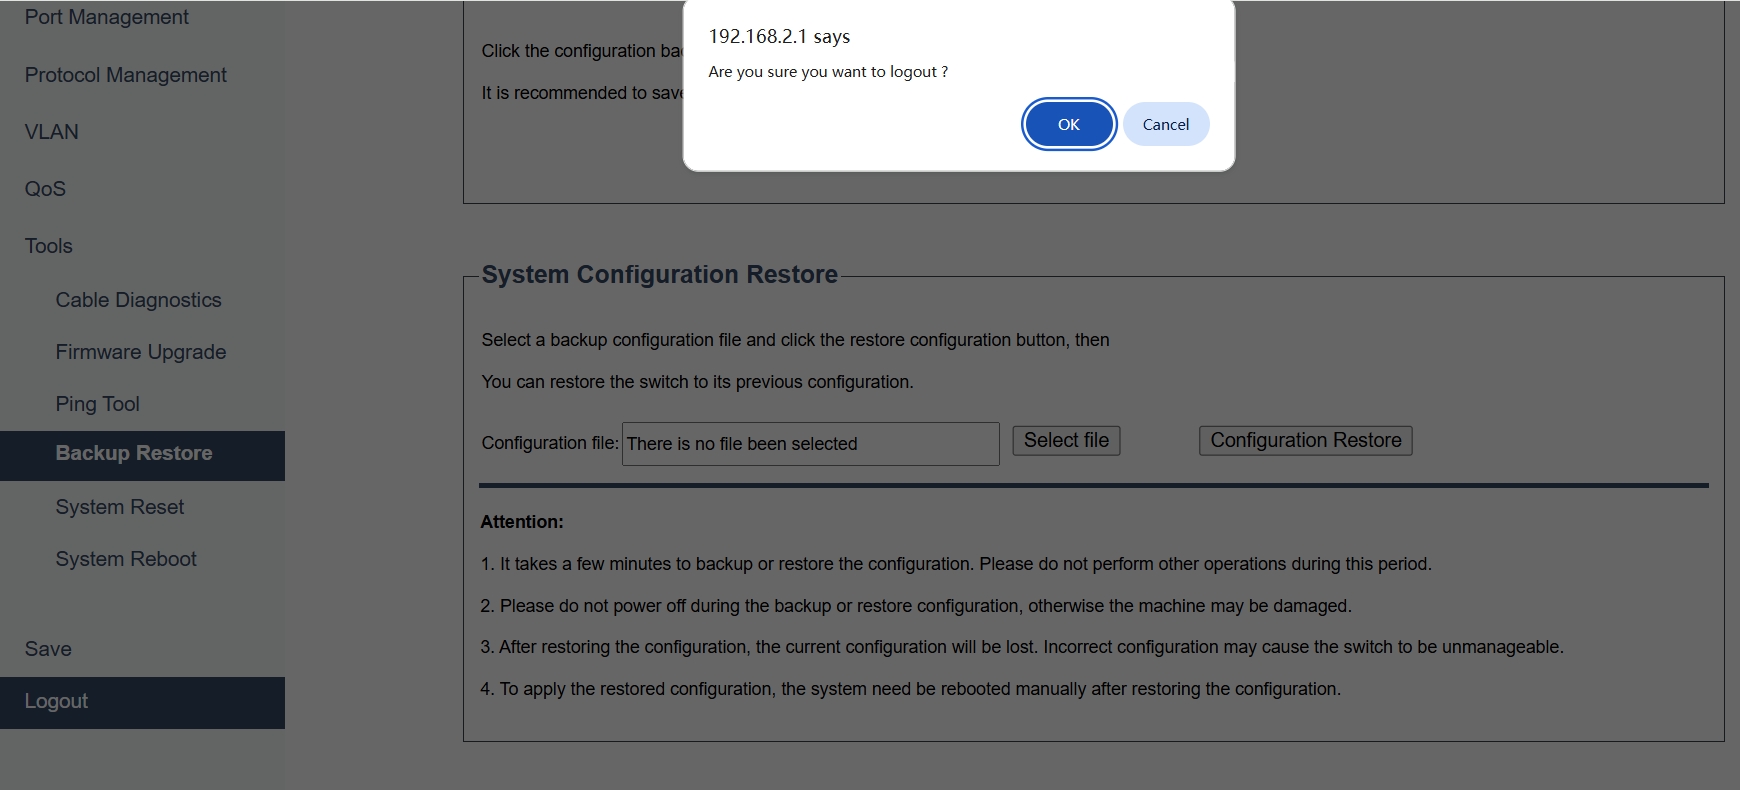 Port Management
Protocol Management
VLAN
QoS
Tools
Cable Diagnostics
Firmware Upgrade
Ping Tool
Backup Restore
System Reset
System Reboot
Save
Logout
192.168.2.1 says
Are you sure you want to logout ?
OK
Cancel
Click the configuration
It is recommended to
System Configuration Restore
Select a backup configuration file and click the restore configuration button, then
You can restore the switch to its previous configuration.
Configuration file: There is no file been selected Select file Configuration Restore
Attention:
1. It takes a few minutes to backup or restore the configuration. Please do not perform other operations during this period.
2. Please do not power off during the backup or restore configuration, otherwise the machine may be damaged.
3. After restoring the configuration, the current configuration will be lost. Incorrect configuration may cause the switch to be unmanageable.
4. To apply the restored configuration, the system need be rebooted manually after restoring the configuration.